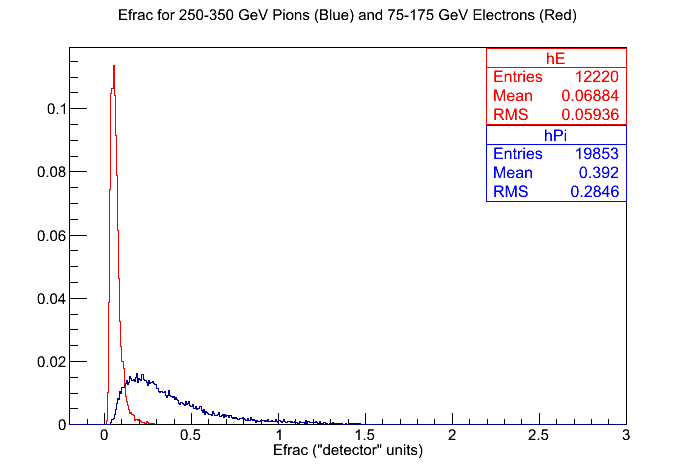 Efrac for 250-350 GeV Pions (Blue) and 75-175 GeV Electrons (Red)
hE
Entries 12220
Mean 0.06884
RMS 0.05936
hPi
Entries 19853
Mean 0.392
RMS 0.2846
0.1
0.08
0.06
0.04
0.02
0
0 0.5 1 1.5 2 2.5 3
Efrac ("detector" units)